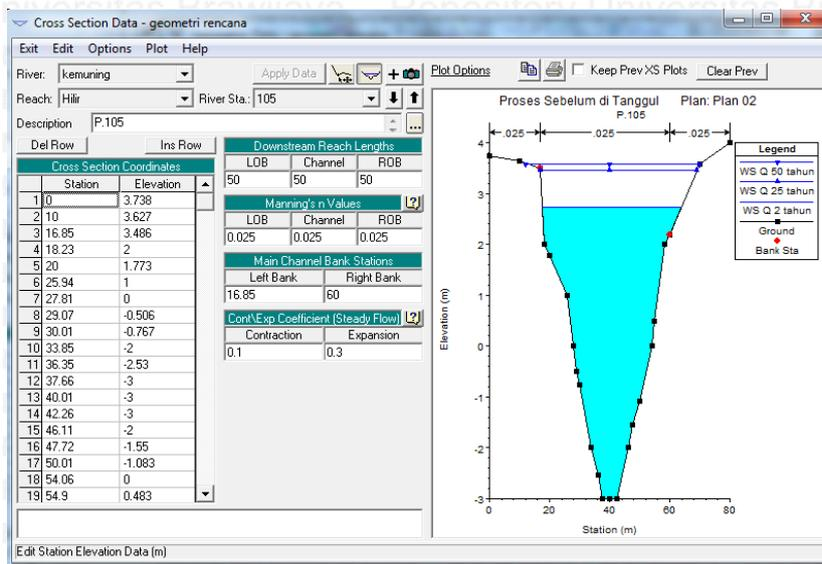 Cross Section Data - geometri rencana
Exit Edit Options Plot Help
River: kemuning
Apply Data
Plot Options
Keep Prev XS Plots
Clear Prev
Reach: Hilir
River Sta.: 105
Description P.105
...
Del Row
Ins Row
Cross Section Coordinates
Station Elevation
1 0 3.738
2 10 3.627
3 16.85 3.486
4 18.23 2
5 20 1.773
6 25.94 1
7 27.81 0
8 29.07 -0.506
9 30.01 -0.767
10 33.85 -2
11 36.35 -2.53
12 37.66 -3
13 40.01 -3
14 42.26 -3
15 46.11 -2
16 47.72 -1.55
17 50.01 -1.083
18 54.06 0
19 54.9 0.483
Downstream Reach Lengths
LOB Channel ROB
50 50 50
Manning's n Values
LOB Channel ROB
0.025 0.025 0.025
Main Channel Bank Stations
Left Bank Right Bank
16.85 60
Cont\Exp Coefficient (Steady Flow)
Contraction Expansion
0.1 0.3
Proses Sebelum di Tanggul Plan: Plan 02
P.105
.025 .025 .025
4
3
2
1
0
-1
-2
-3
Elevation (m)
0 20 40 60 80
Station (m)
Legend
WS Q 50 tahun
WS Q 25 tahun
WS Q 2 tahun
Ground
Bank Sta
Edit Station Elevation Data (m)